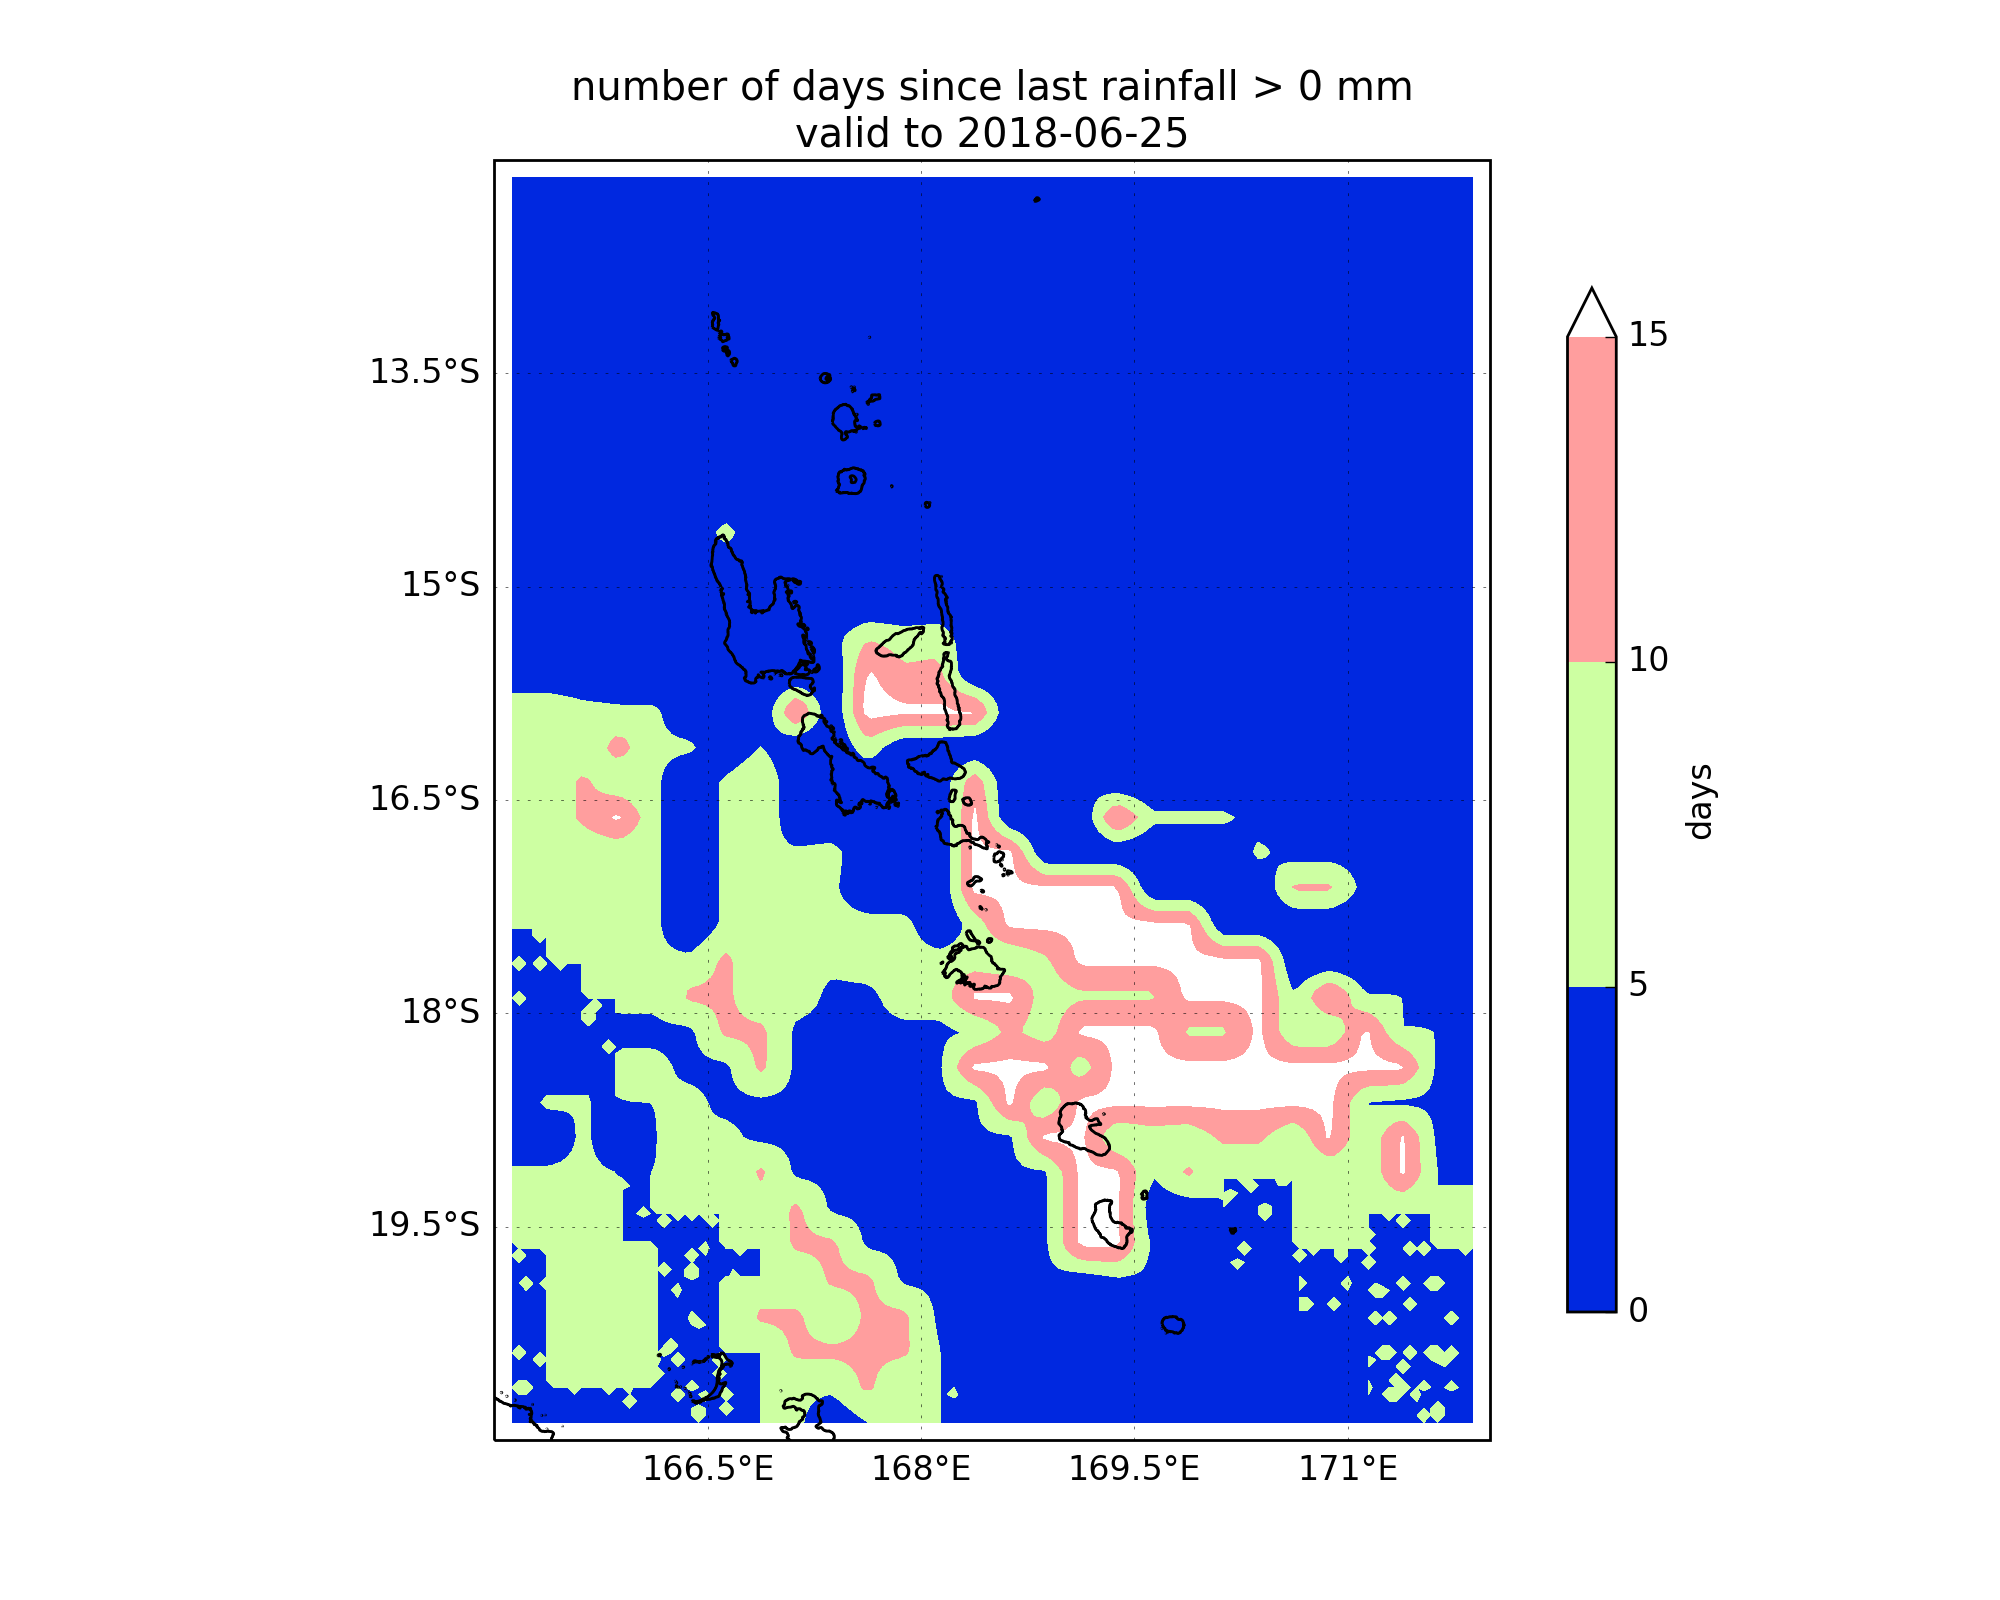 number of days since last rainfall > 0 mm
valid to 2018-06-25
13.5°S
15°S
16.5°S
18°S
19.5°S
166.5°E 168°E 169.5°E 171°E
15
10
5
0
days